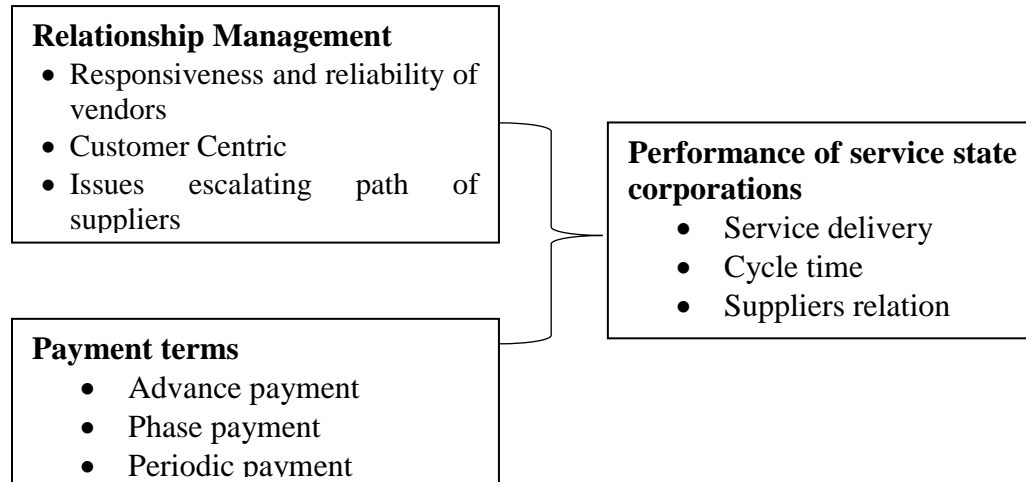 Relationship Management
• Responsiveness and reliability of
vendors
• Customer Centric
• Issues escalating path of
suppliers
Performance of service state
corporations
• Service delivery
• Cycle time
• Suppliers relation
Payment terms
• Advance payment
• Phase payment
• Periodic payment